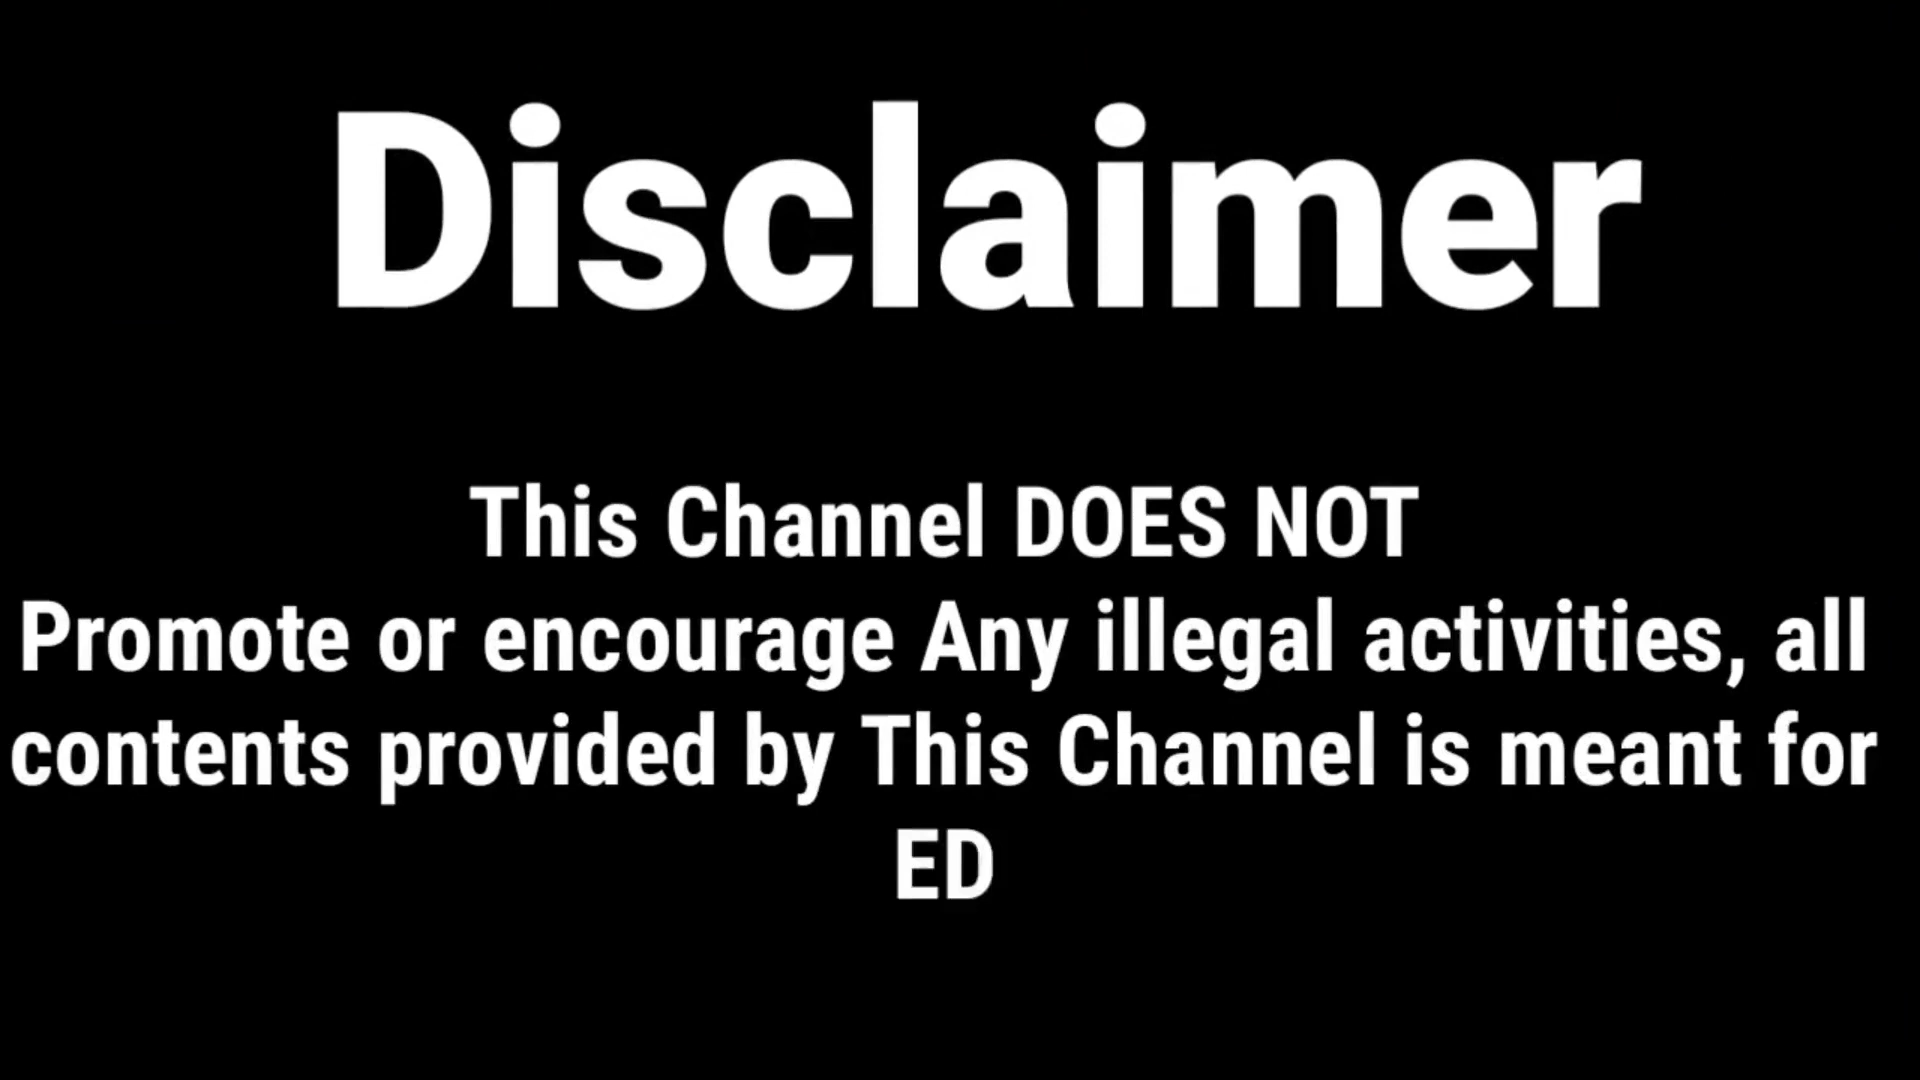 Disclaimer
This Channel DOES NOT
Promote or encourage Any illegal activities, all
contents provided by This Channel is meant for
ED